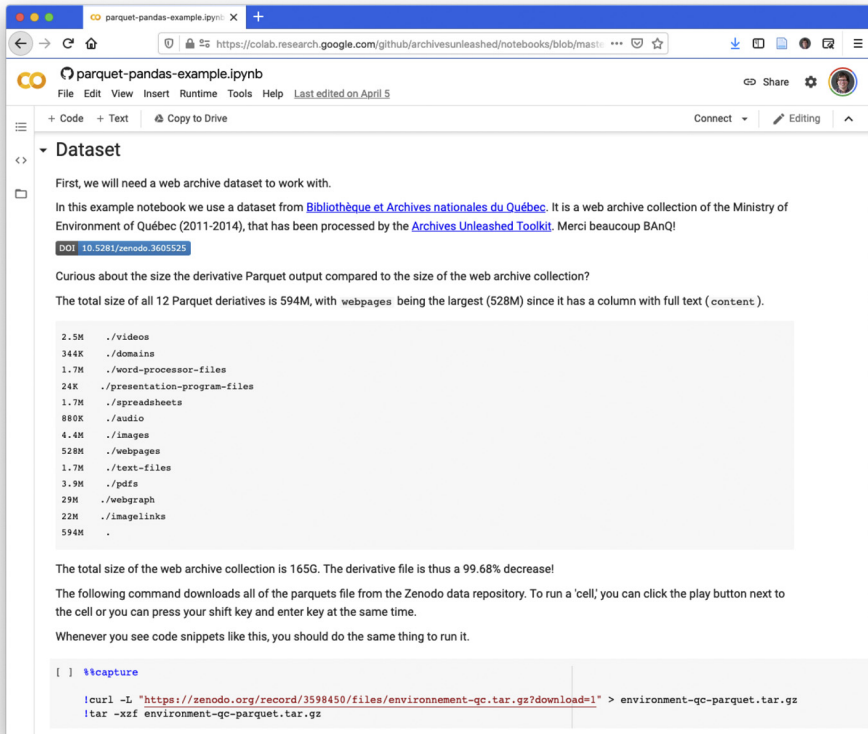 parquet-pandas-example.ipynb
https://colab.research.google.com/github/archivesunleashed/notebooks/blob/maste
parquet-pandas-example.ipynb
Share
File Edit View Insert Runtime Tools Help Last edited on April 5
+ Code + Text Copy to Drive Connect Editing
Dataset
First, we will need a web archive dataset to work with.
In this example notebook we use a dataset from Bibliothèque et Archives nationales du Québec. It is a web archive collection of the Ministry of
Environment of Québec (2011-2014), that has been processed by the Archives Unleashed Toolkit. Merci beaucoup BAnQ!
DOI 10.5281/zenodo.3605525
Curious about the size the derivative Parquet output compared to the size of the web archive collection?
The total size of all 12 Parquet deriatives is 594M, with webpages being the largest (528M) since it has a column with full text (content).
2.5M ./videos
344K ./domains
1.7M ./word-processor-files
24K ./presentation-program-files
1.7M ./spreadsheets
880K ./audio
4.4M ./images
528M ./webpages
1.7M ./text-files
3.9M ./pdfs
29M ./webgraph
22M ./imagelinks
594M .
The total size of the web archive collection is 165G. The derivative file is thus a 99.68% decrease!
The following command downloads all of the parquets file from the Zenodo data repository. To run a 'cell,' you can click the play button next to
the cell or you can press your shift key and enter key at the same time.
Whenever you see code snippets like this, you should do the same thing to run it.
[ ] %%capture
!curl -L "https://zenodo.org/record/3598450/files/environnement-qc.tar.gz?download=1" > environment-qc-parquet.tar.gz
!tar -xzf environment-qc-parquet.tar.gz